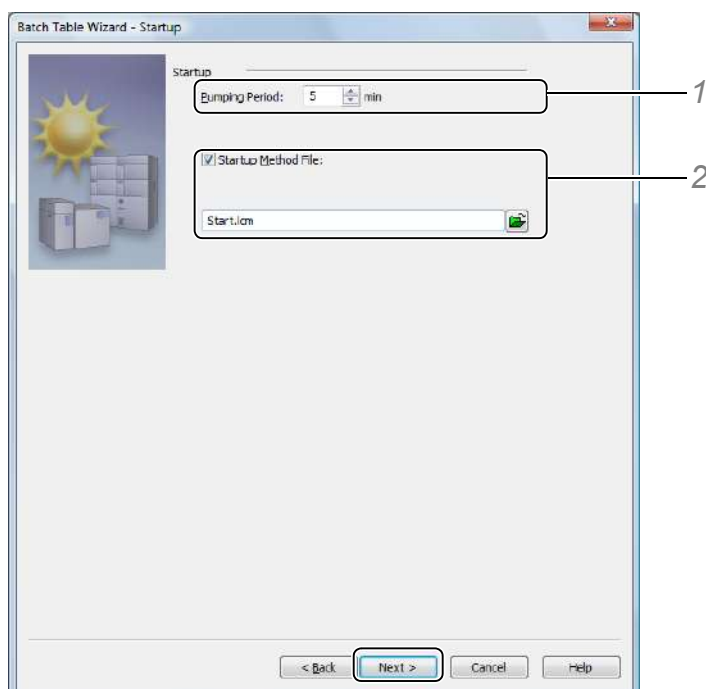 Batch Table Wizard - Startup
Startup
Pumping Period: 5 min
1
Startup Method File:
2
Start.lcm
< Back Next > Cancel Help